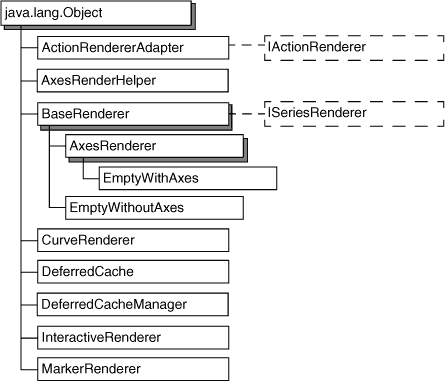 java.lang.Object
ActionRendererAdapter
IActionRenderer
AxesRenderHelper
BaseRenderer
ISeriesRenderer
AxesRenderer
EmptyWithAxes
EmptyWithoutAxes
CurveRenderer
DeferredCache
DeferredCacheManager
InteractiveRenderer
MarkerRenderer